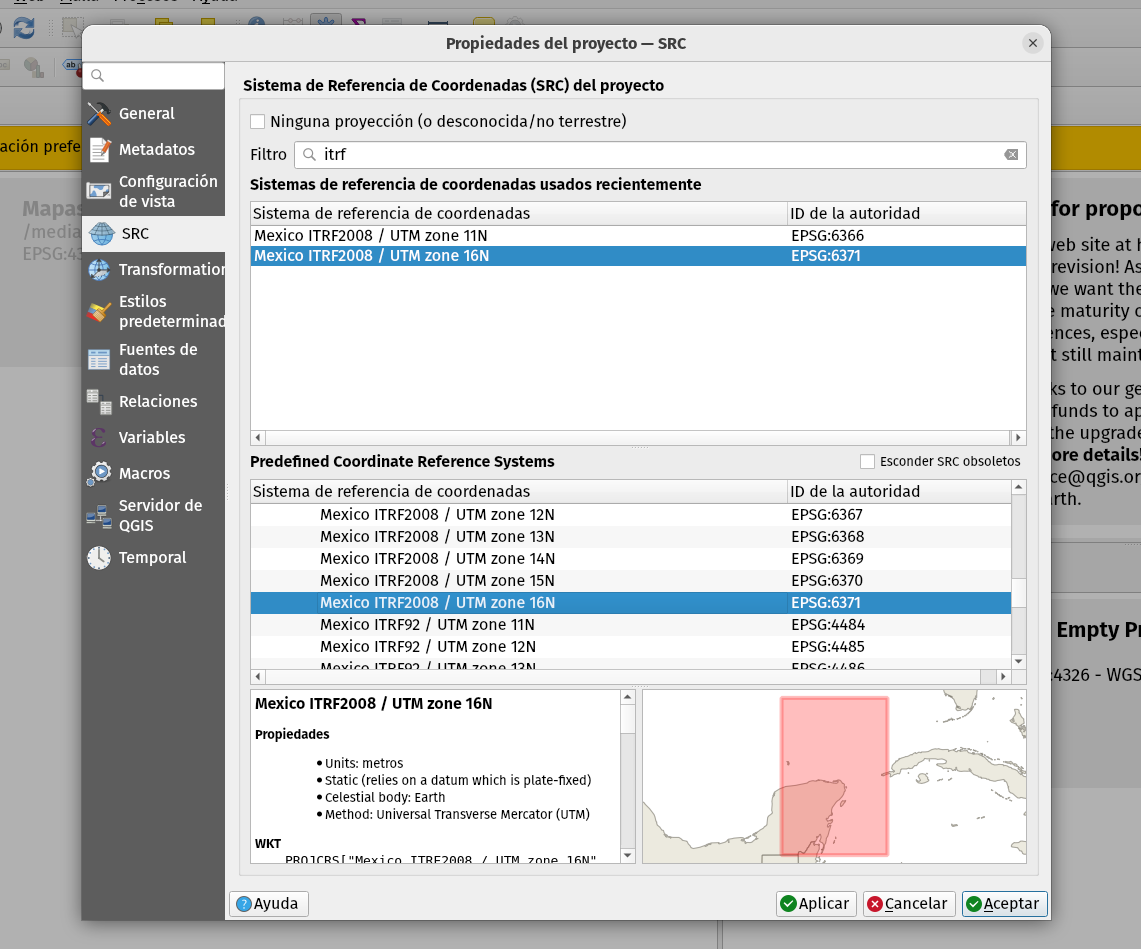 Propiedades del proyecto — SRC
Sistema de Referencia de Coordenadas (SRC) del proyecto
General
Metadatos
Configuración
de vista
SRC
Transformation
Estilos
predeterminad
Fuentes de
datos
Relaciones
Variables
Macros
Servidor de
QGIS
Temporal
Ninguna proyección (o desconocida/no terrestre)
Filtro itrf
Sistemas de referencia de coordenadas usados recientemente
Sistema de referencia de coordenadas ID de la autoridad
Mexico ITRF2008 / UTM zone 11N EPSG:6366
Mexico ITRF2008 / UTM zone 16N EPSG:6371
Predefined Coordinate Reference Systems Esconder SRC obsoletos
Sistema de referencia de coordenadas ID de la autoridad
Mexico ITRF2008 / UTM zone 12N EPSG:6367
Mexico ITRF2008 / UTM zone 13N EPSG:6368
Mexico ITRF2008 / UTM zone 14N EPSG:6369
Mexico ITRF2008 / UTM zone 15N EPSG:6370
Mexico ITRF2008 / UTM zone 16N EPSG:6371
Mexico ITRF92 / UTM zone 11N EPSG:4484
Mexico ITRF92 / UTM zone 12N EPSG:4485
Mexico ITRF92 / UTM zone 13N EPSG:4486
Mexico ITRF2008 / UTM zone 16N
Propiedades
• Units: metros
• Static (relies on a datum which is plate-fixed)
• Celestial body: Earth
• Method: Universal Transverse Mercator (UTM)
WKT
PROJCRS["Mexico ITRF2008 / UTM zone 16N",
Ayuda Aplicar Cancelar Aceptar
ación prefe
Mapas
/media
EPSG:43
for propo
web site at h
revision! As
we want the
e maturity o
ences, espe
t still maint
ks to our ge
funds to ap
the upgrade
ore details!
ce@qgis.or
arth.
Empty Pr
:4326 - WGS